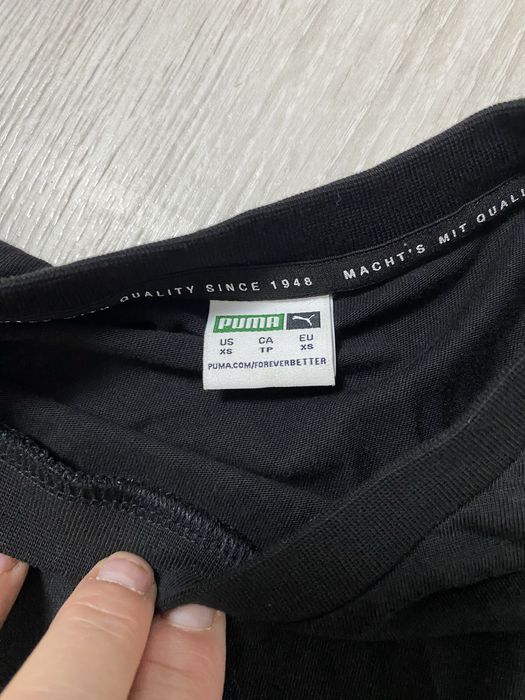 QUALITY SINCE 1948 MACHT'S MIT QUALI
PUMA
US CA EU
XS TP XS
PUMA.COM/FOREVERBETTER